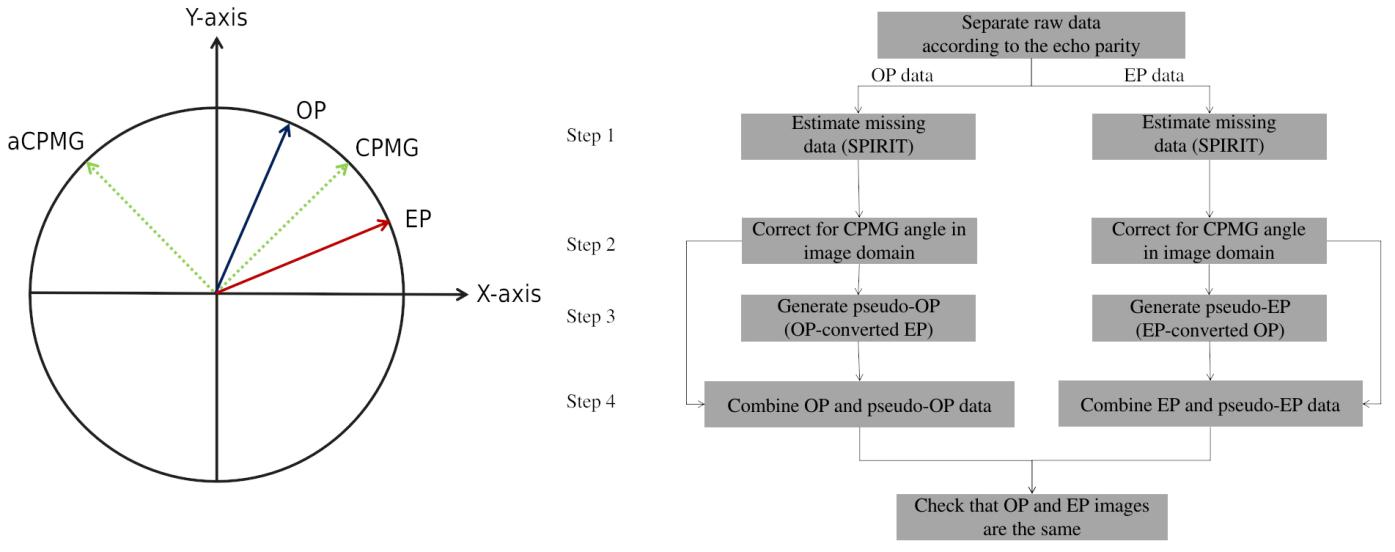 Y-axis
OP
CPMG
aCPMG
EP
X-axis
Separate raw data
according to the echo parity
OP data
EP data
Step 1
Estimate missing
data (SPIRIT)
Estimate missing
data (SPIRIT)
Step 2
Correct for CPMG angle in
image domain
Correct for CPMG angle
in image domain
Step 3
Generate pseudo-OP
(OP-converted EP)
Generate pseudo-EP
(EP-converted OP)
Step 4
Combine OP and pseudo-OP data
Combine EP and pseudo-EP data
Check that OP and EP images
are the same